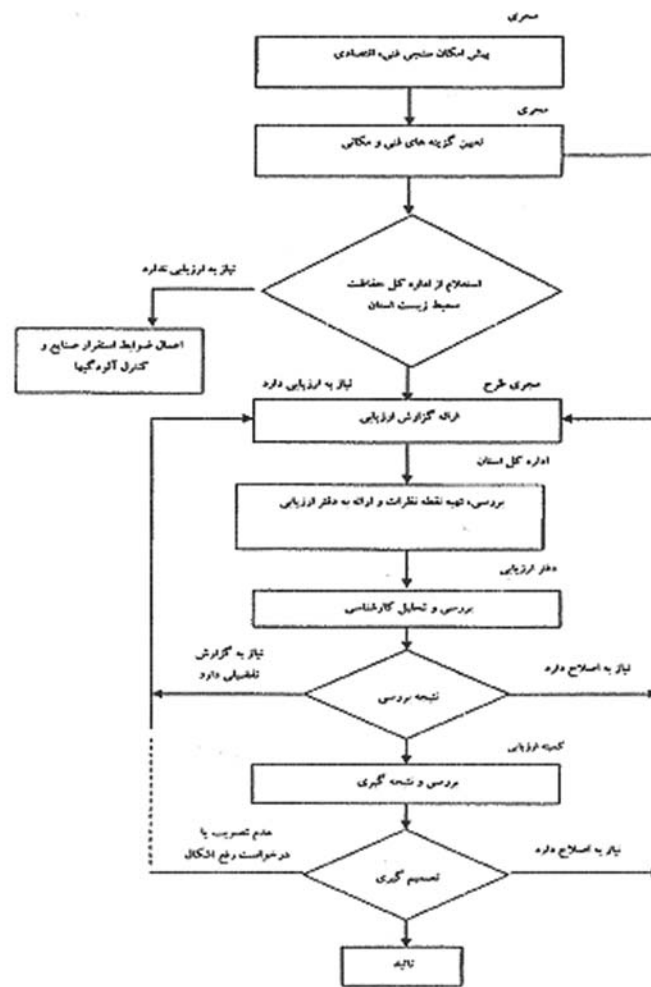 مجری
پیش امکان سنجی فنی، اقتصادی
مجری
تعیین گزینه های فنی و مکانی
استعلام از اداره کل حفاظت
محیط زیست استان
نیاز به ارزیابی ندارد
اعمال ضوابط استقرار صنایع و
کنترل آلودگیها
نیاز به ارزیابی دارد
مجری طرح
ارائه گزارش ارزیابی
اداره کل استان
بررسی، تهیه نقطه نظرات و ارائه به دفتر ارزیابی
دفتر ارزیابی
بررسی و تحلیل کارشناسی
نیاز به گزارش
تفصیلی دارد
نتیجه بررسی
نیاز به اصلاح دارد
کمیته ارزیابی
بررسی و نتیجه گیری
عدم تصویب یا
درخواست رفع اشکال
تصمیم گیری
نیاز به اصلاح دارد
تائید